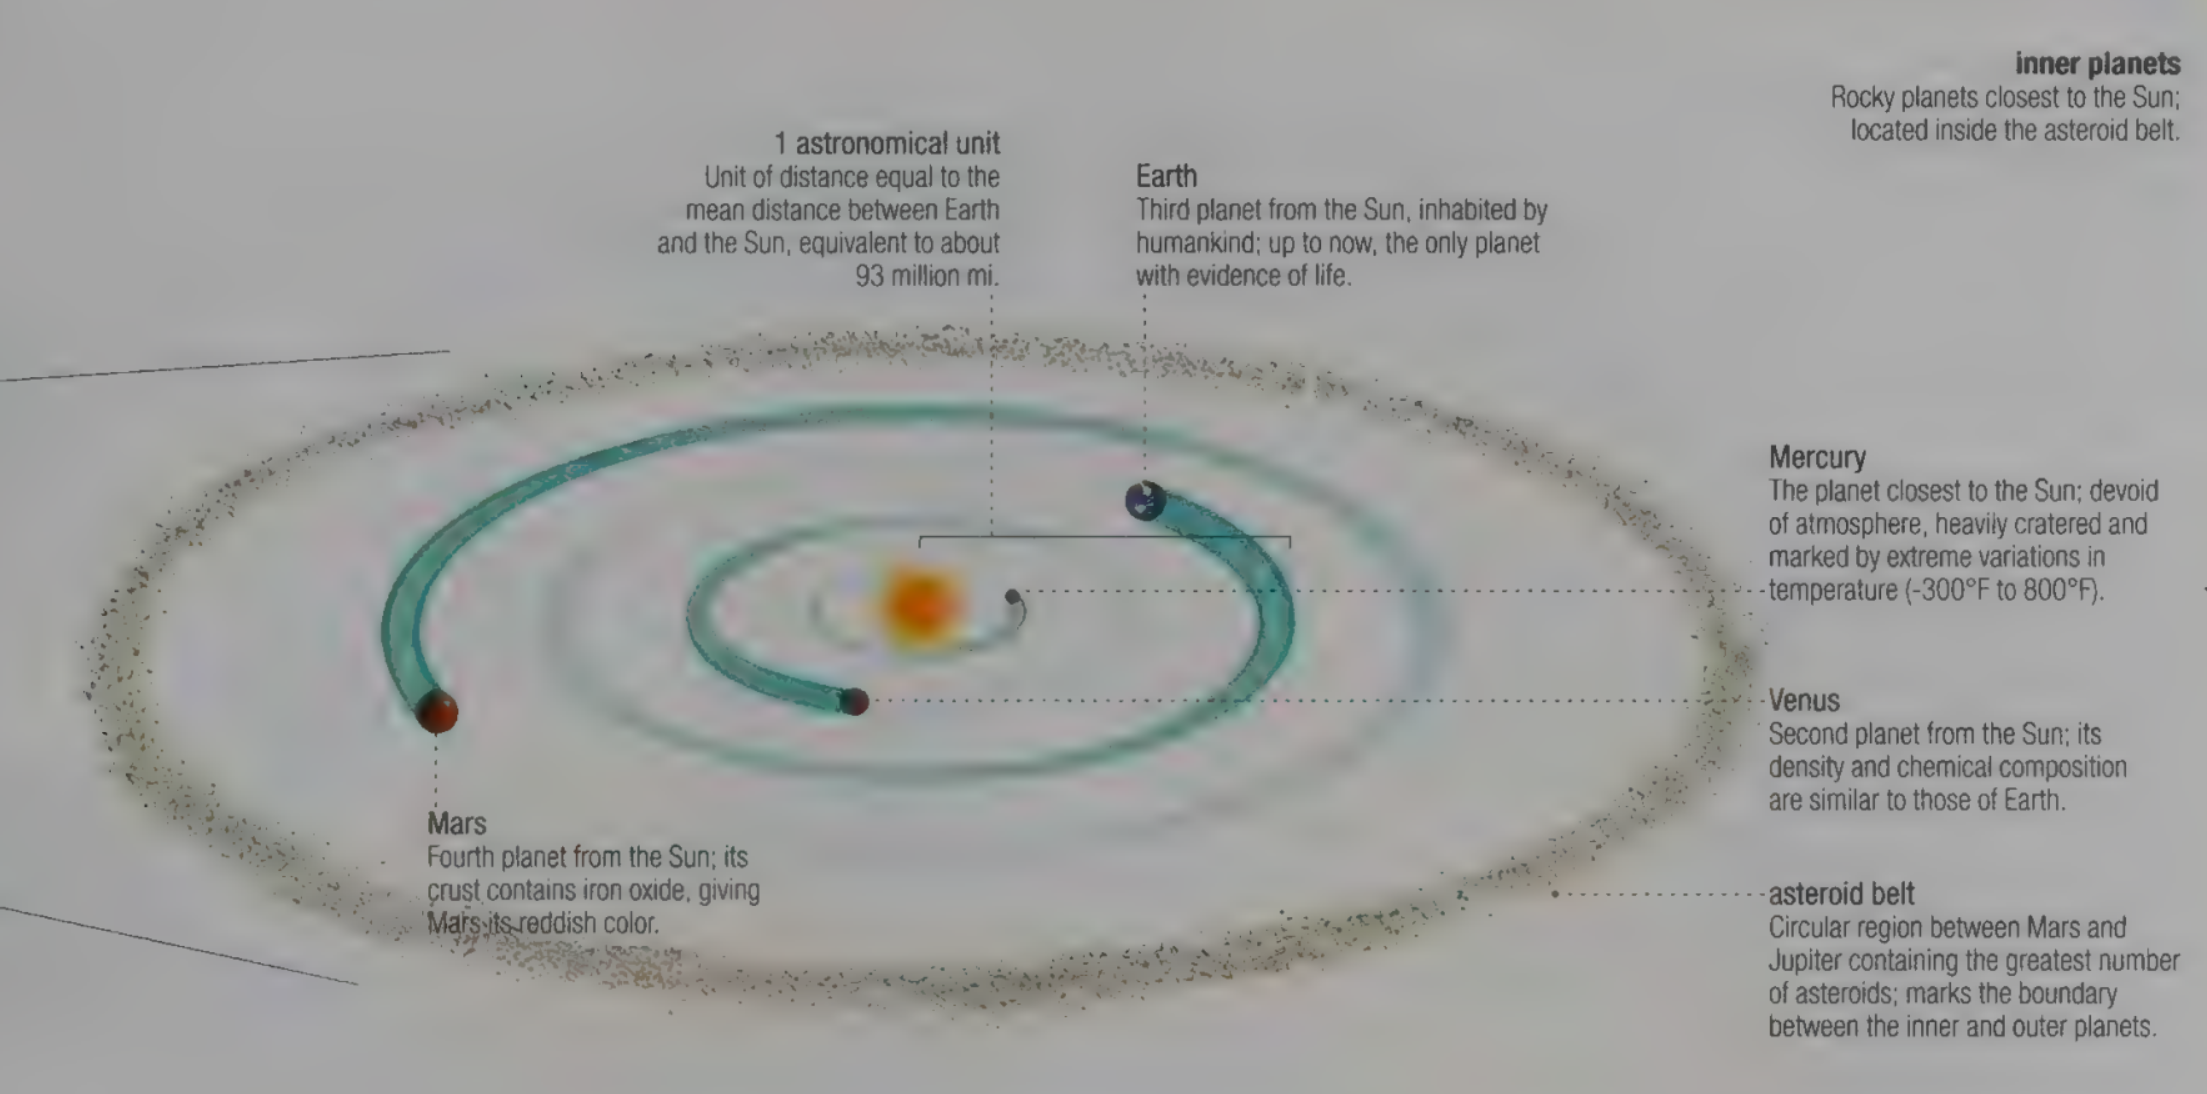 inner planets
Rocky planets closest to the Sun;
located inside the asteroid belt.
1 astronomical unit
Unit of distance equal to the
mean distance between Earth
and the Sun, equivalent to about
93 million mi.
Earth
Third planet from the Sun, inhabited by
humankind; up to now, the only planet
with evidence of life.
Mercury
The planet closest to the Sun; devoid
of atmosphere, heavily cratered and
marked by extreme variations in
temperature (-300°F to 800°F).
Venus
Second planet from the Sun; its
density and chemical composition
are similar to those of Earth.
Mars
Fourth planet from the Sun; its
crust contains iron oxide, giving
Mars its reddish color.
asteroid belt
Circular region between Mars and
Jupiter containing the greatest number
of asteroids; marks the boundary
between the inner and outer planets.